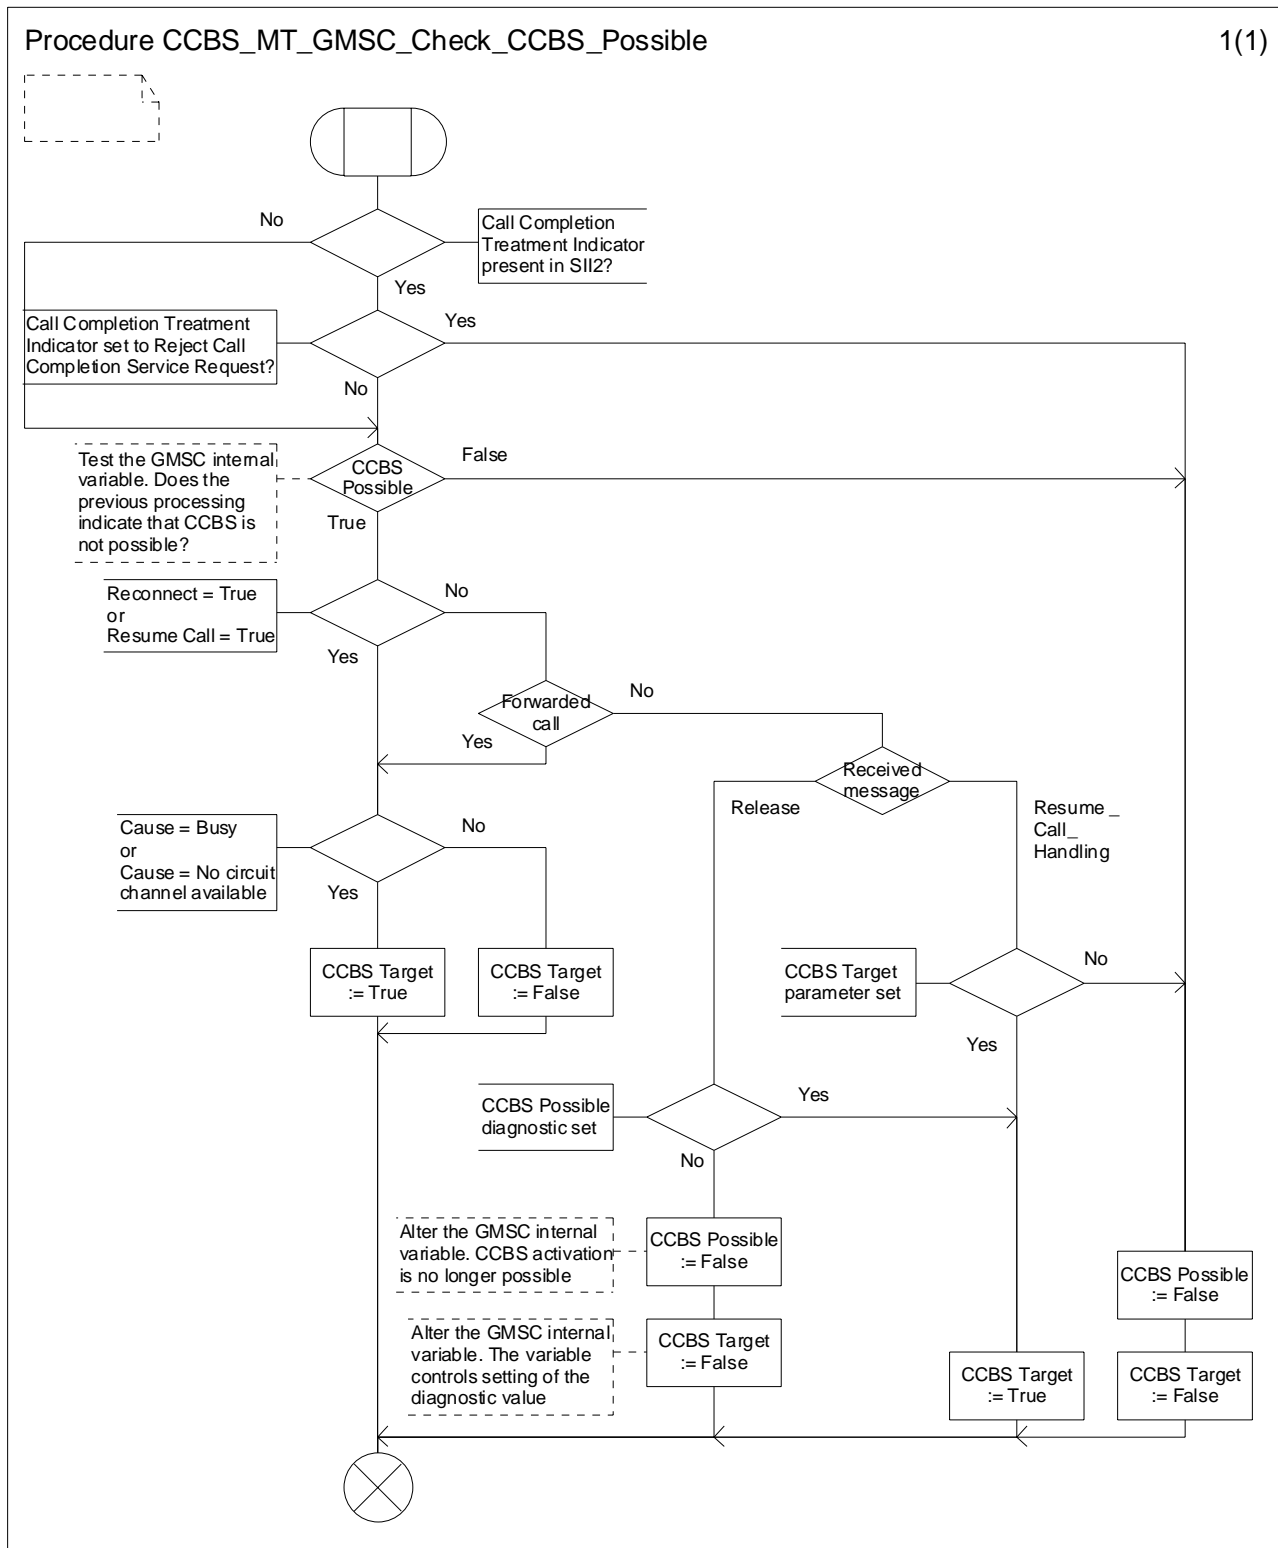 Procedure CCBS_MT_GMSC_Check_CCBS_Possible
1(1)
No
Call Completion
Treatment Indicator
present in SII2?
Yes
Call Completion Treatment
Indicator set to Reject Call
Completion Service Request?
Yes
No
Test the GMSC internal
variable. Does the
previous processing
indicate that CCBS is
not possible?
CCBS
Possible
False
True
Reconnect = True
or
Resume Call = True
No
Yes
Forwarded
call
No
Yes
Received
message
Release
Resume_
Call_
Handling
Cause = Busy
or
Cause = No circuit
channel available
No
Yes
CCBS Target
:= True
CCBS Target
:= False
CCBS Target
parameter set
No
Yes
CCBS Possible
diagnostic set
Yes
No
Alter the GMSC internal
variable. CCBS activation
is no longer possible
CCBS Possible
:= False
CCBS Possible
:= False
Alter the GMSC internal
variable. The variable
controls setting of the
diagnostic value
CCBS Target
:= False
CCBS Target
:= True
CCBS Target
:= False